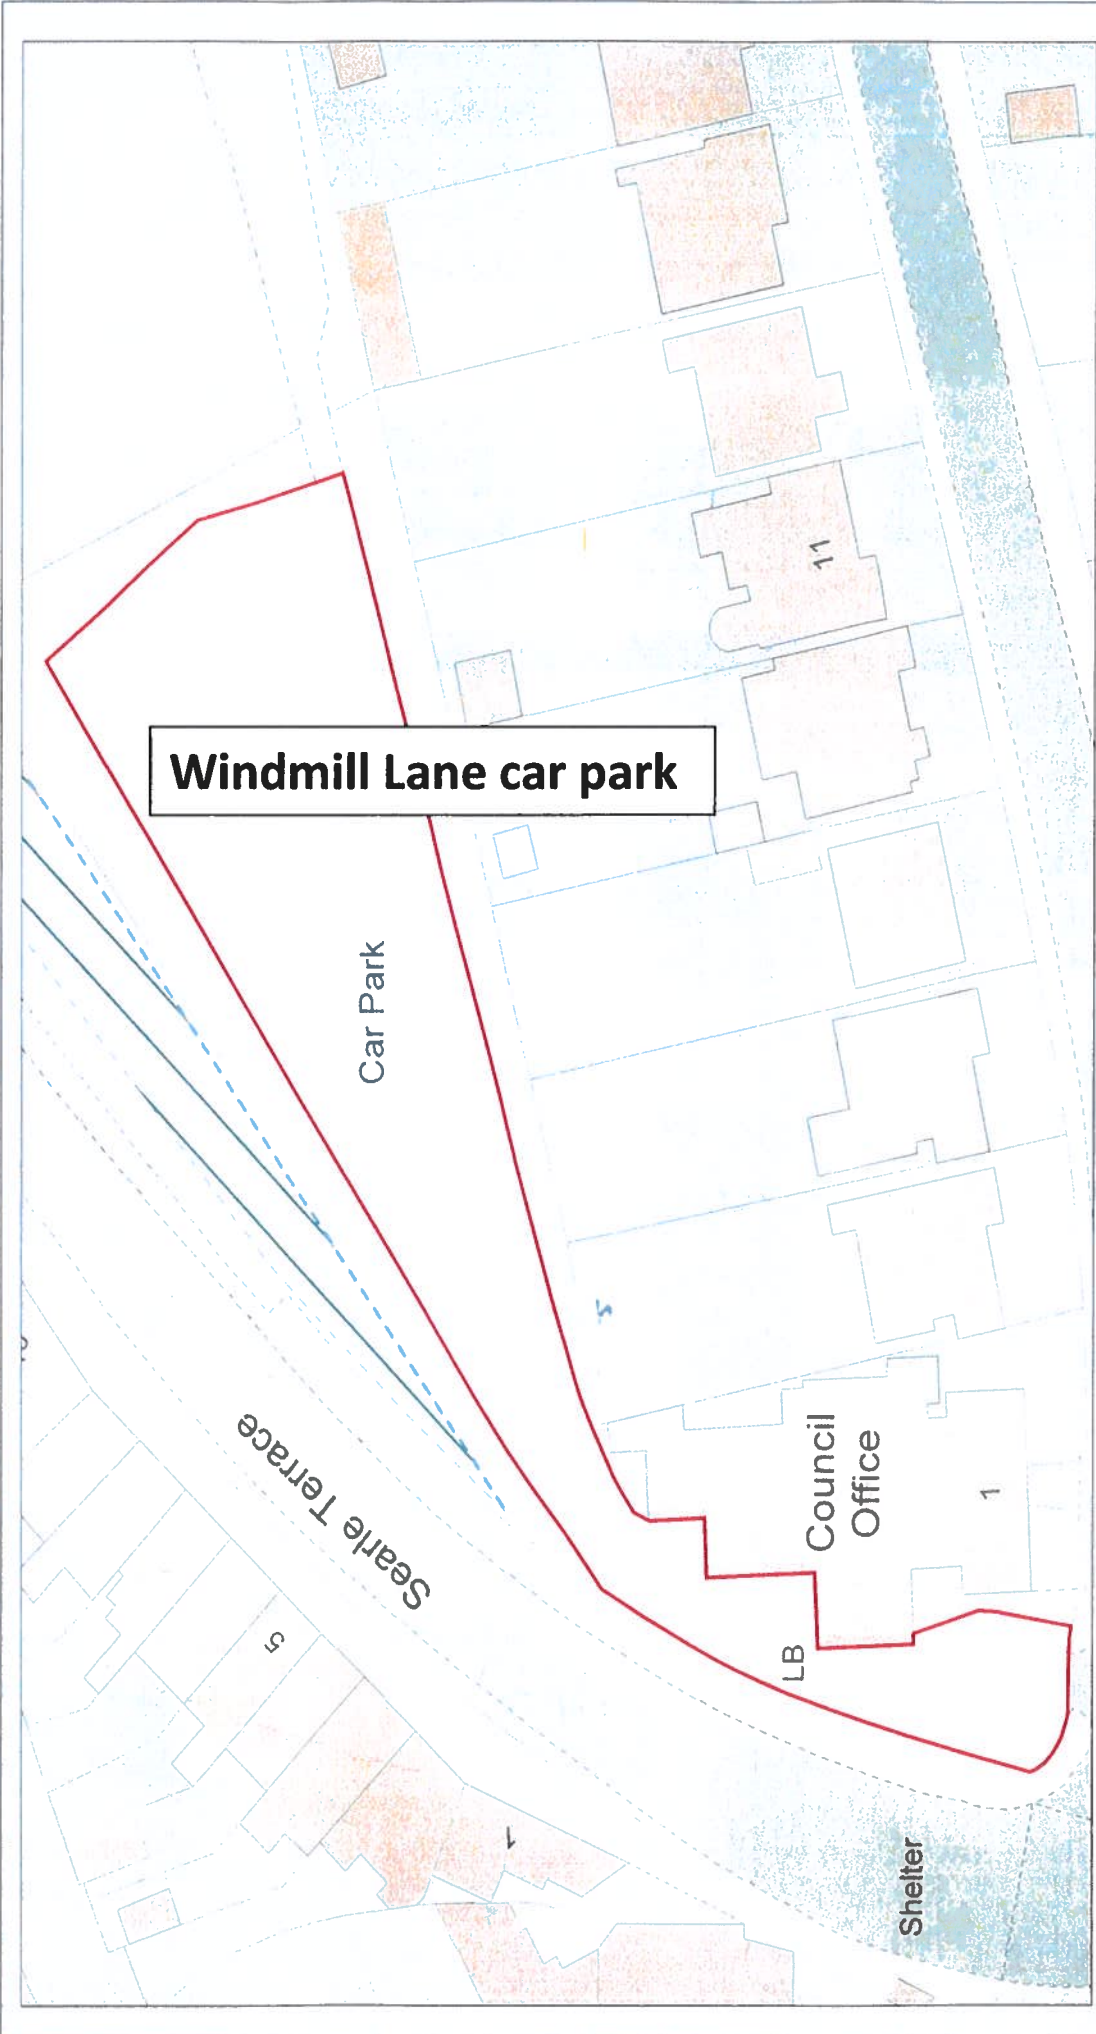 Windmill Lane car park
Car Park
Searle Terrace
11
5
Council
Office
1
LB
1
Shelter